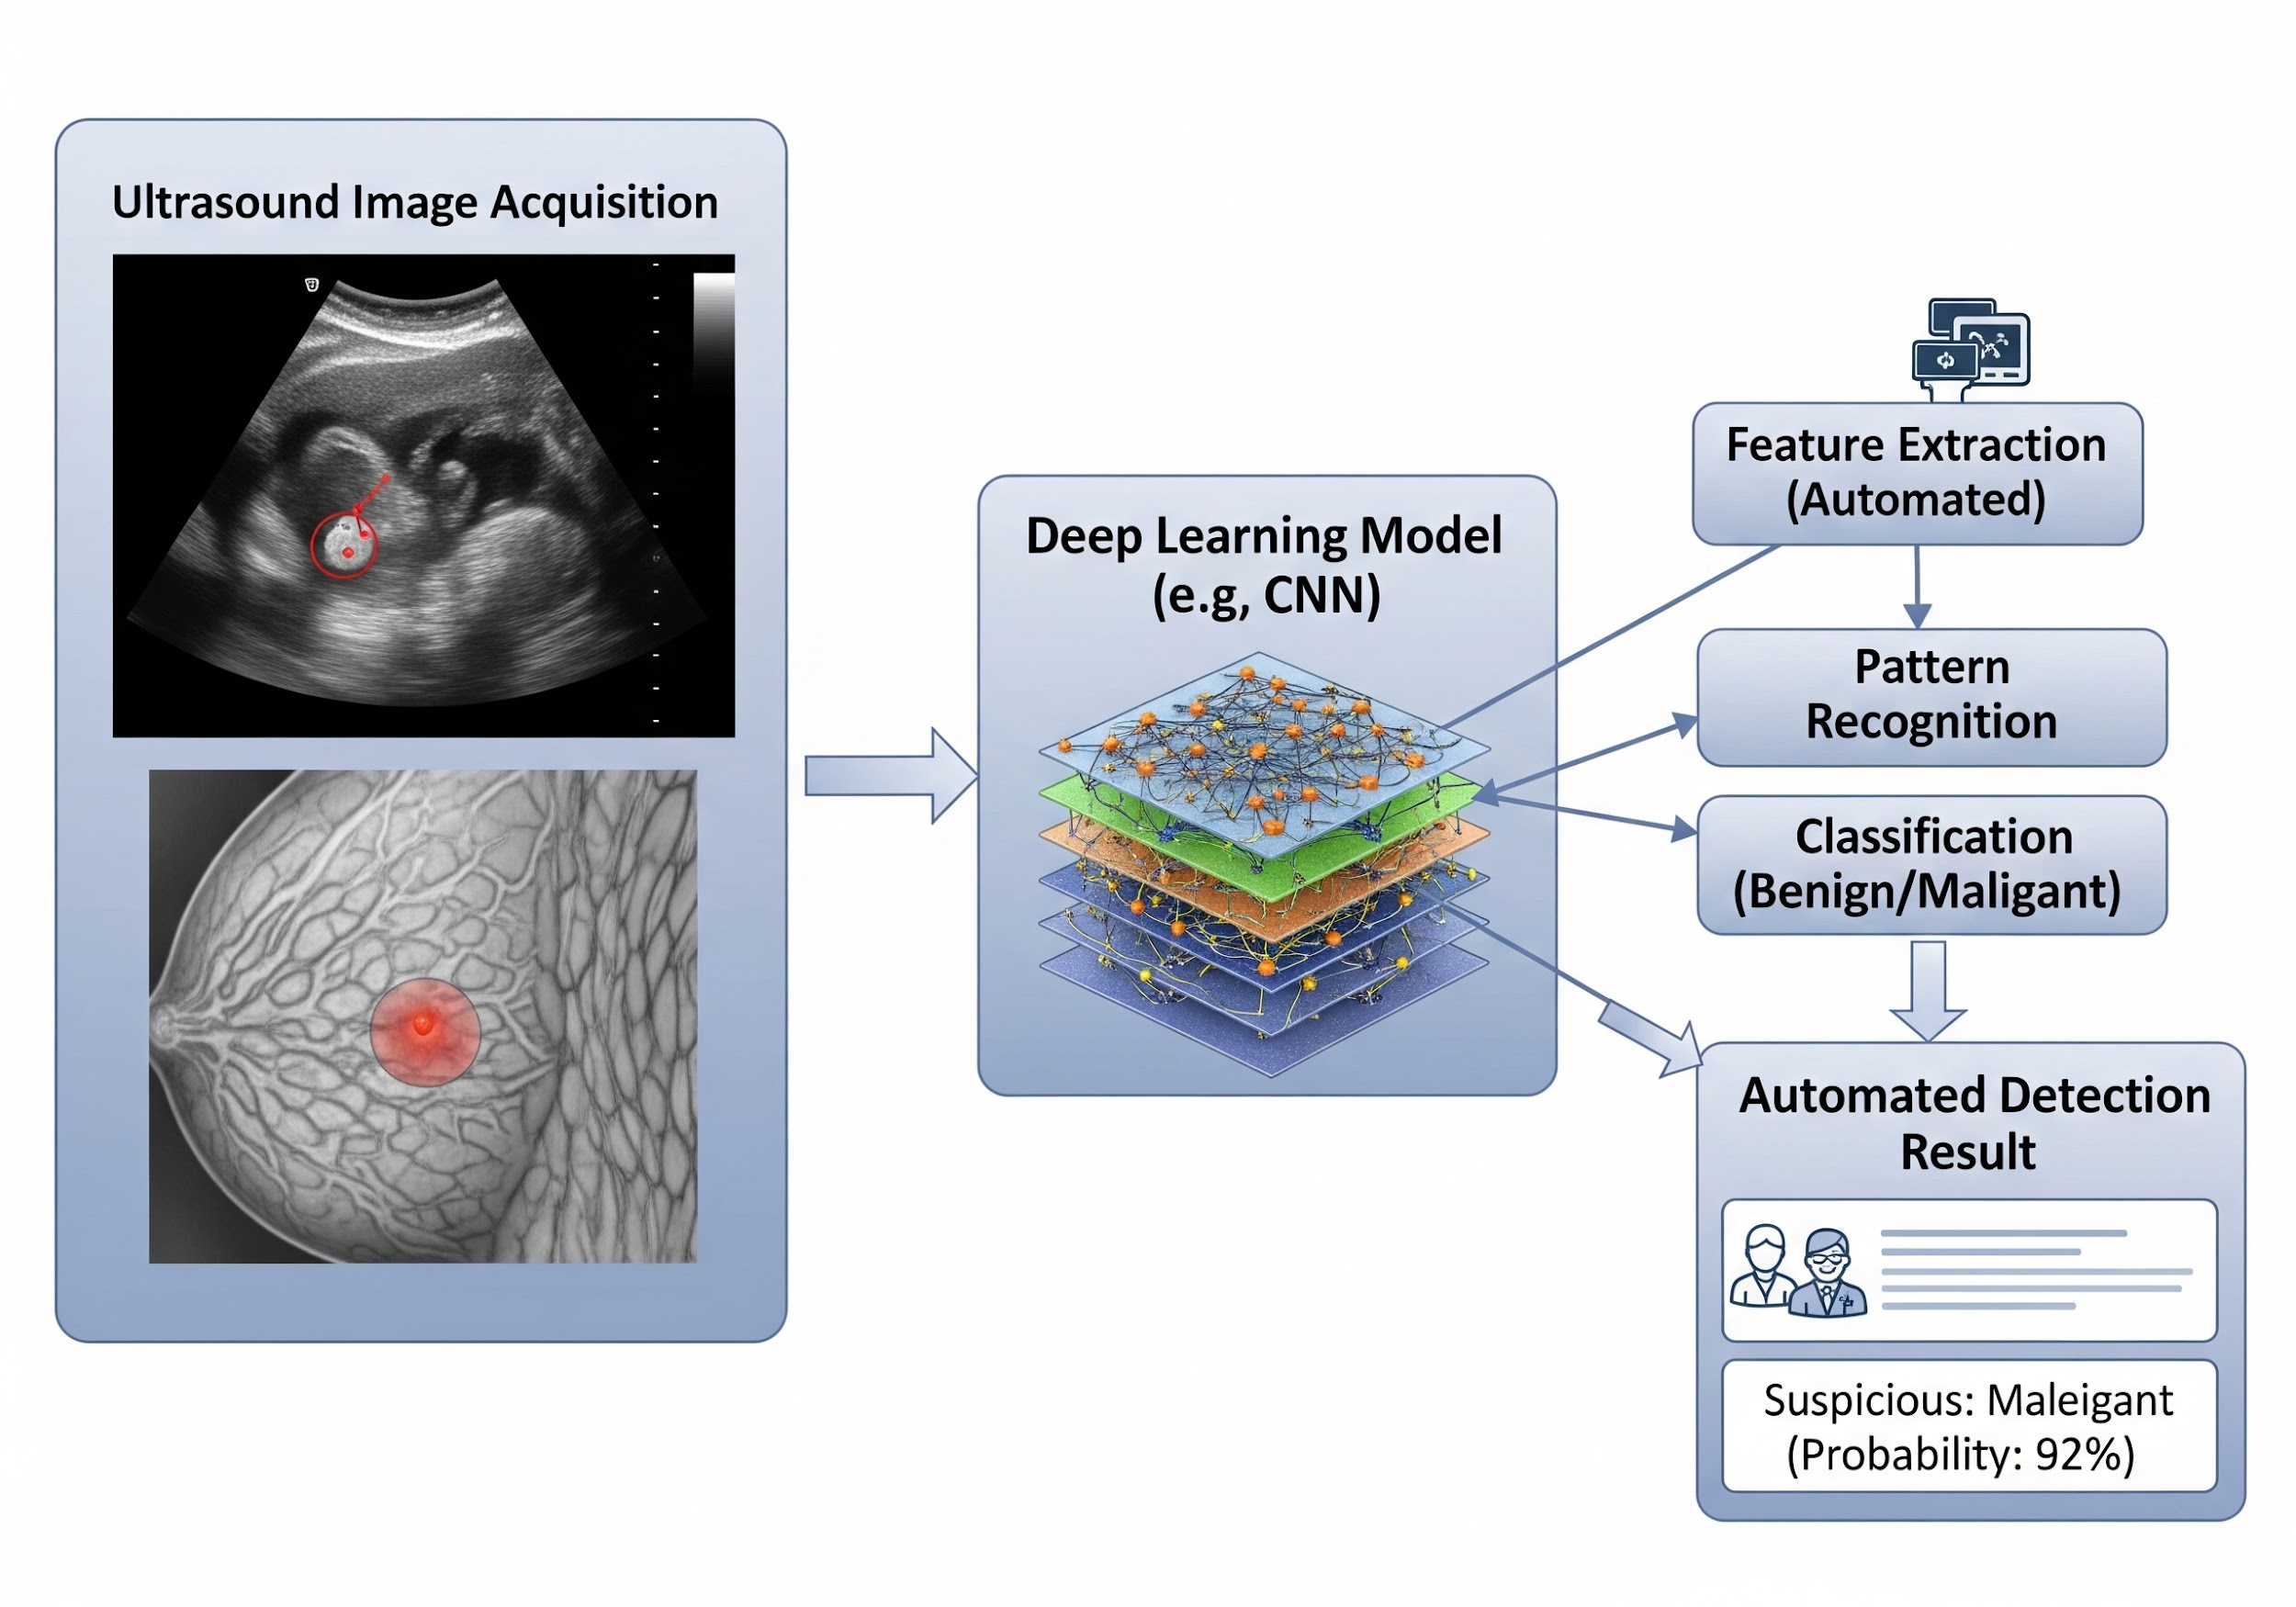 Ultrasound Image Acquisition
Deep Learning Model
(e.g, CNN)
Feature Extraction
(Automated)
Pattern
Recognition
Classification
(Benign/Maligant)
Automated Detection
Result
Suspicious: Maleigant
(Probability: 92%)